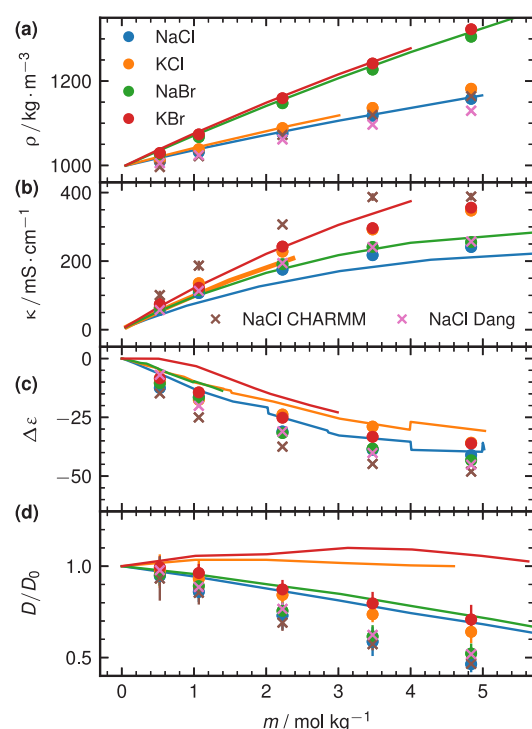 (a)
ρ / kg·m⁻³
1200
1000
NaCl
KCl
NaBr
KBr
(b)
κ / mS·cm⁻¹
400
200
0
NaCl CHARMM
NaCl Dang
(c)
Δε
0
−25
−50
(d)
D/D₀
1.0
0.5
0
1
2
3
4
5
m / mol kg⁻¹